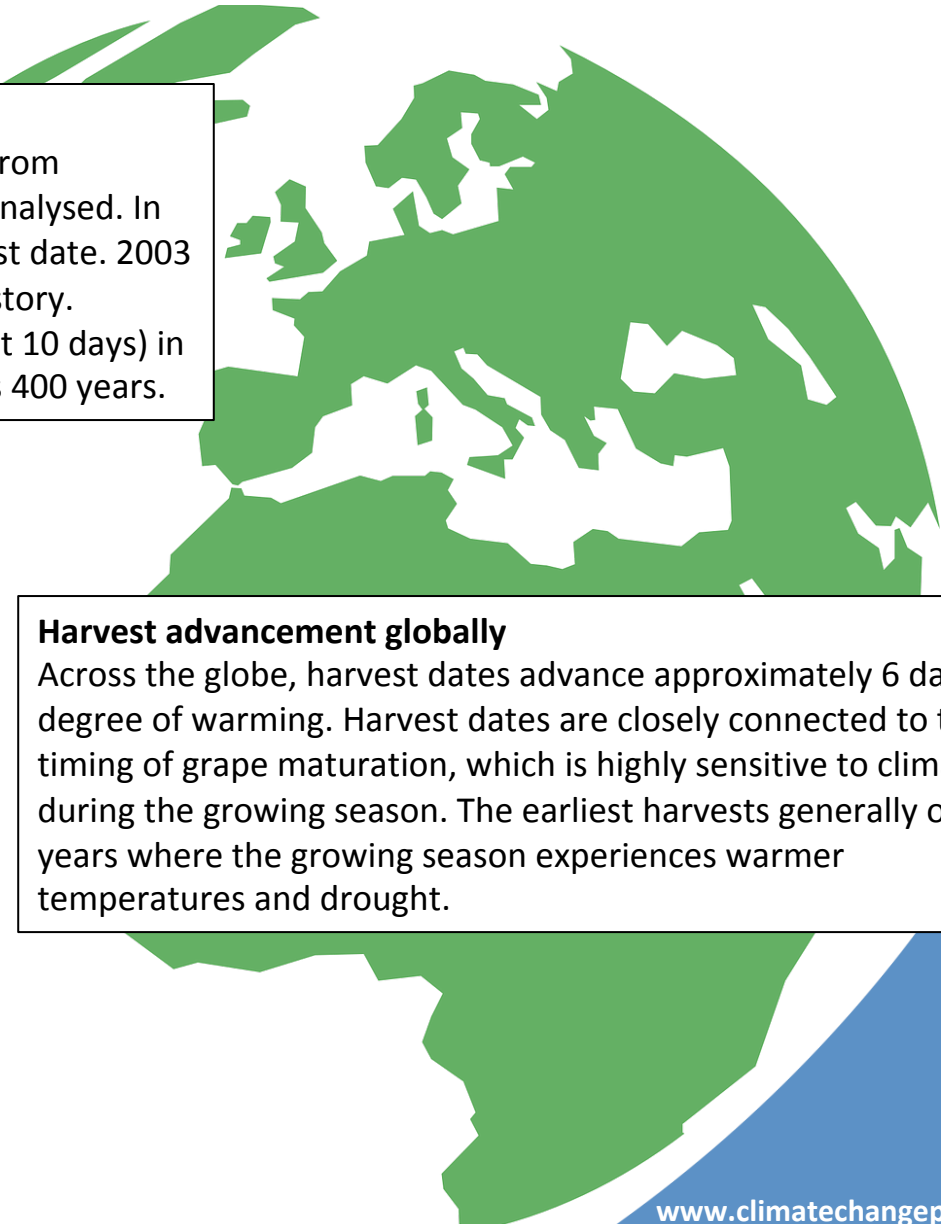 rom
nalysed. In
st date. 2003
story.
t 10 days) in
s 400 years.
Harvest advancement globally
Across the globe, harvest dates advance approximately 6 da
degree of warming. Harvest dates are closely connected to t
timing of grape maturation, which is highly sensitive to clim
during the growing season. The earliest harvests generally o
years where the growing season experiences warmer
temperatures and drought.
www.climatechangep